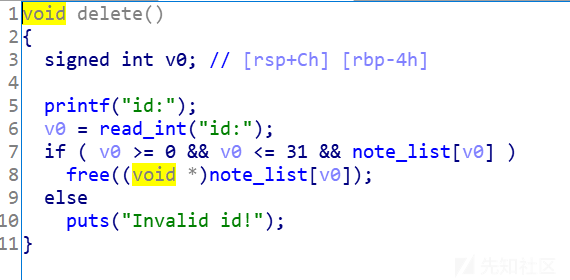 1 void delete()
2 {
3 signed int v0; // [rsp+Ch] [rbp-4h]
4
5 printf("id:");
6 v0 = read_int("id:");
7 if ( v0 >= 0 && v0 <= 31 && note_list[v0] )
8 free((void *)note_list[v0]);
9 else
10 puts("Invalid id!");
11 }
先知社区